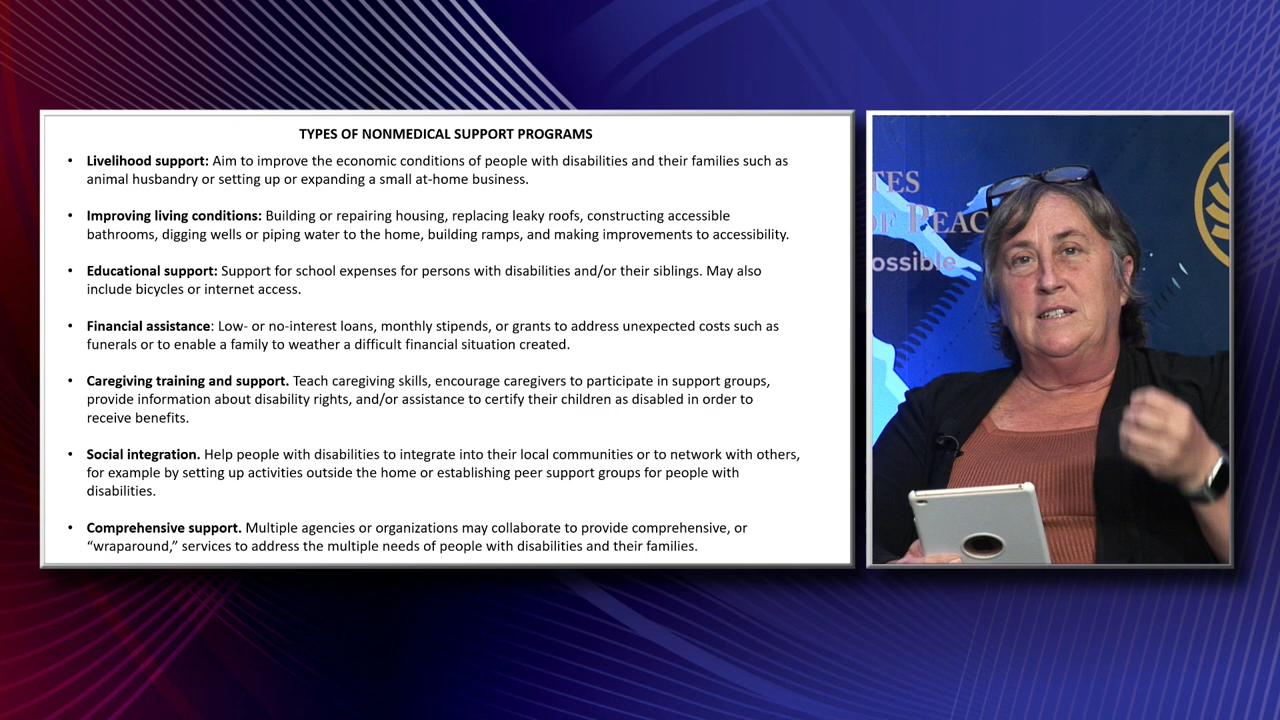 TYPES OF NONMEDICAL SUPPORT PROGRAMS
• Livelihood support: Aim to improve the economic conditions of people with disabilities and their families such as
animal husbandry or setting up or expanding a small at-home business.
• Improving living conditions: Building or repairing housing, replacing leaky roofs, constructing accessible
bathrooms, digging wells or piping water to the home, building ramps, and making improvements to accessibility.
• Educational support: Support for school expenses for persons with disabilities and/or their siblings. May also
include bicycles or internet access.
• Financial assistance: Low- or no-interest loans, monthly stipends, or grants to address unexpected costs such as
funerals or to enable a family to weather a difficult financial situation created.
• Caregiving training and support. Teach caregiving skills, encourage caregivers to participate in support groups,
provide information about disability rights, and/or assistance to certify their children as disabled in order to
receive benefits.
• Social integration. Help people with disabilities to integrate into their local communities or to network with others,
for example by setting up activities outside the home or establishing peer support groups for people with
disabilities.
• Comprehensive support. Multiple agencies or organizations may collaborate to provide comprehensive, or
“wraparound,” services to address the multiple needs of people with disabilities and their families.
TES
OF PEAC
ossible